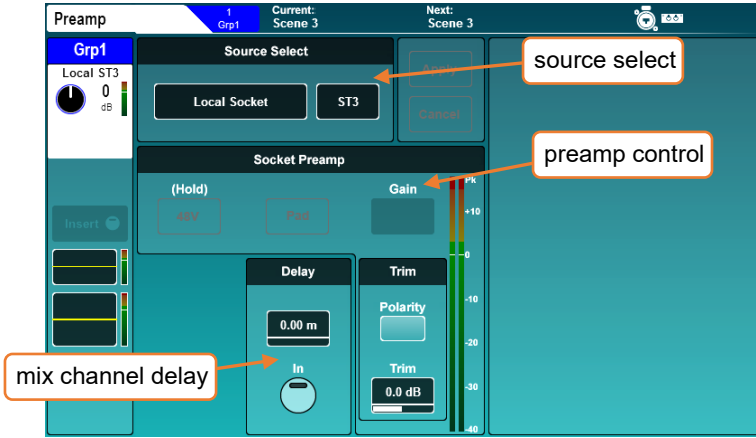 Preamp
1
Grp1
Current:
Scene 3
Next:
Scene 3
Grp1
Local ST3
0
dB
Insert
Source Select
Local Socket
ST3
Apply
Cancel
source select
Socket Preamp
preamp control
(Hold)
48V
Pad
Gain
Pk
+10
0
-10
-20
-30
-40
Delay
0.00 m
In
mix channel delay
Trim
Polarity
Trim
0.0 dB